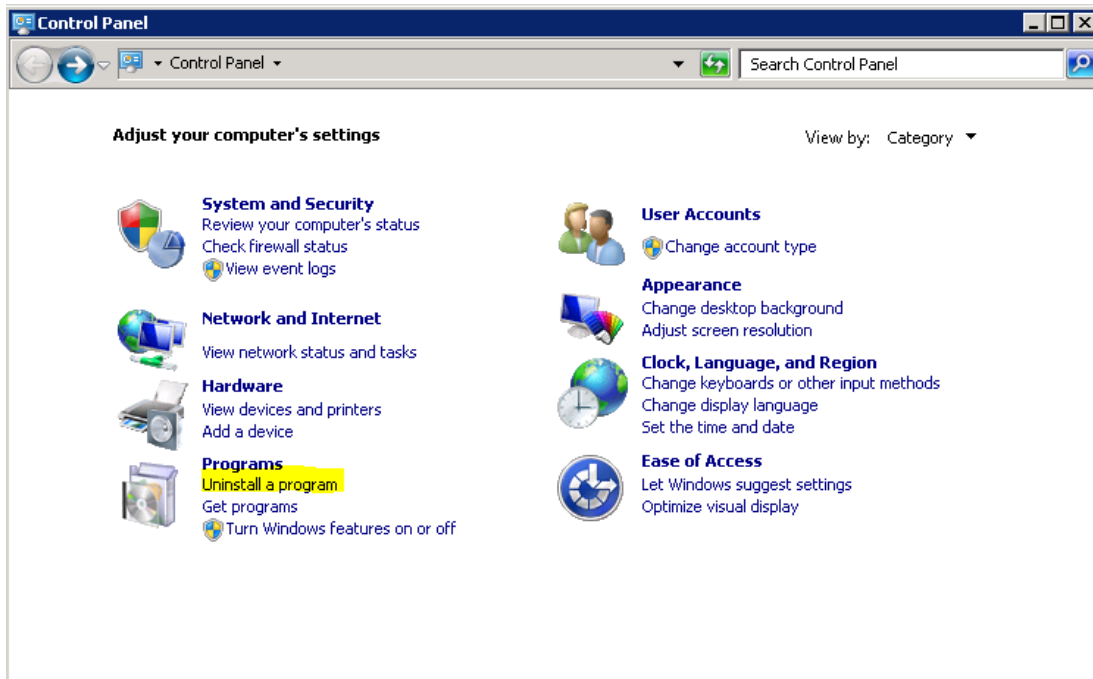 Control Panel
Control Panel
Search Control Panel
Adjust your computer's settings
View by: Category
System and Security
Review your computer's status
Check firewall status
View event logs
Network and Internet
View network status and tasks
Hardware
View devices and printers
Add a device
Programs
Uninstall a program
Get programs
Turn Windows features on or off
User Accounts
Change account type
Appearance
Change desktop background
Adjust screen resolution
Clock, Language, and Region
Change keyboards or other input methods
Change display language
Set the time and date
Ease of Access
Let Windows suggest settings
Optimize visual display